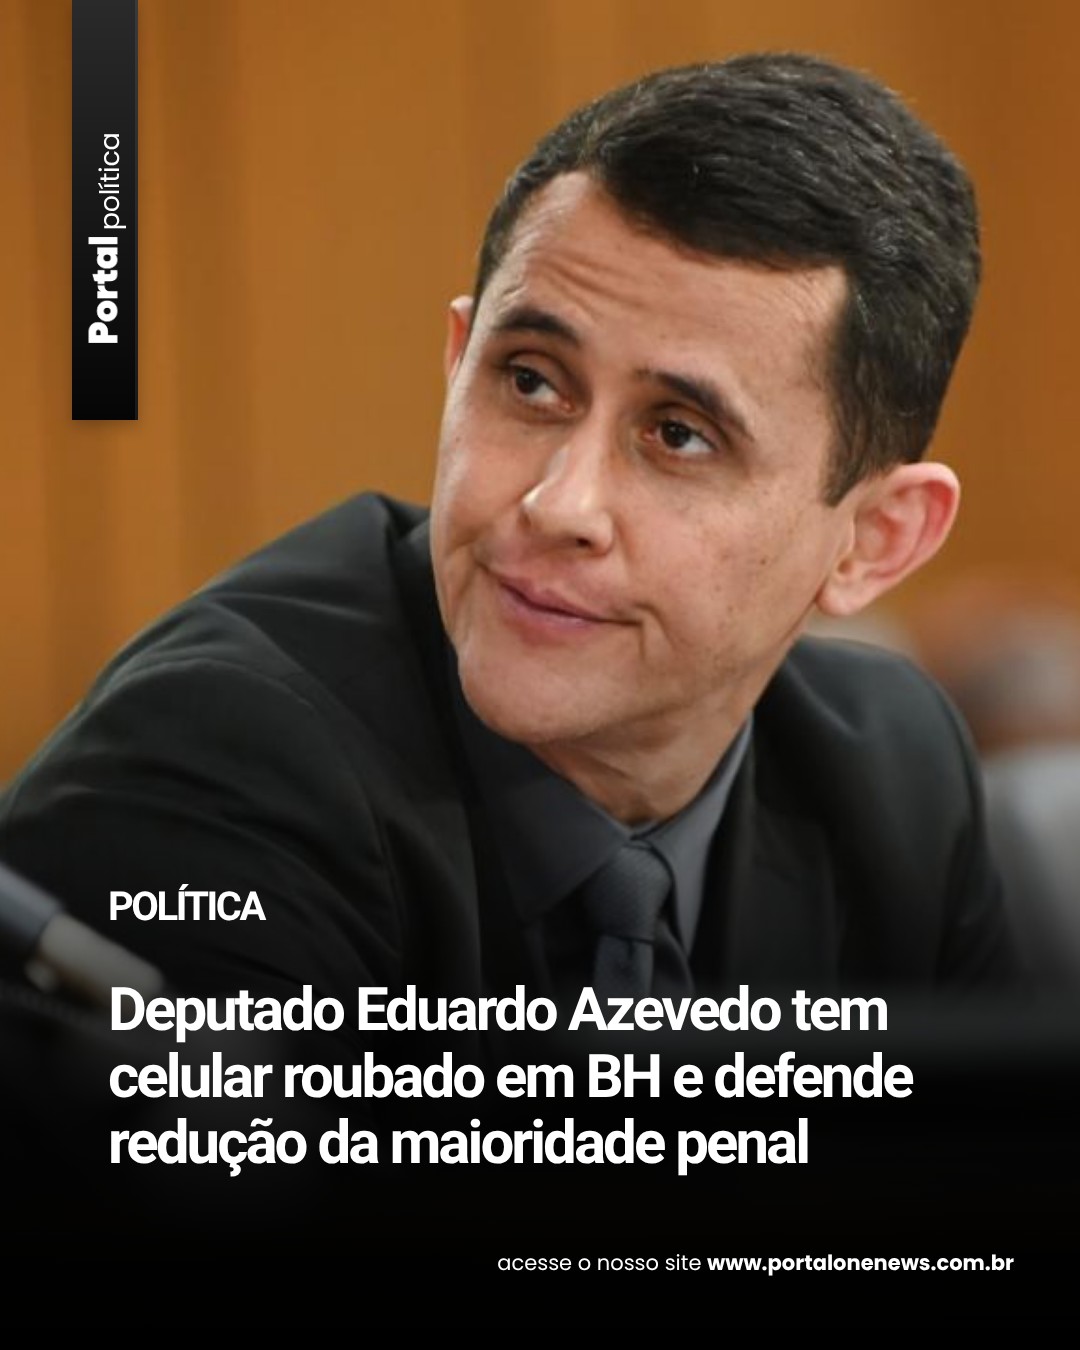 Portal política
POLÍTICA
Deputado Eduardo Azevedo tem
celular roubado em BH e defende
redução da maioridade penal
acesse o nosso site www.portalonenews.com.br